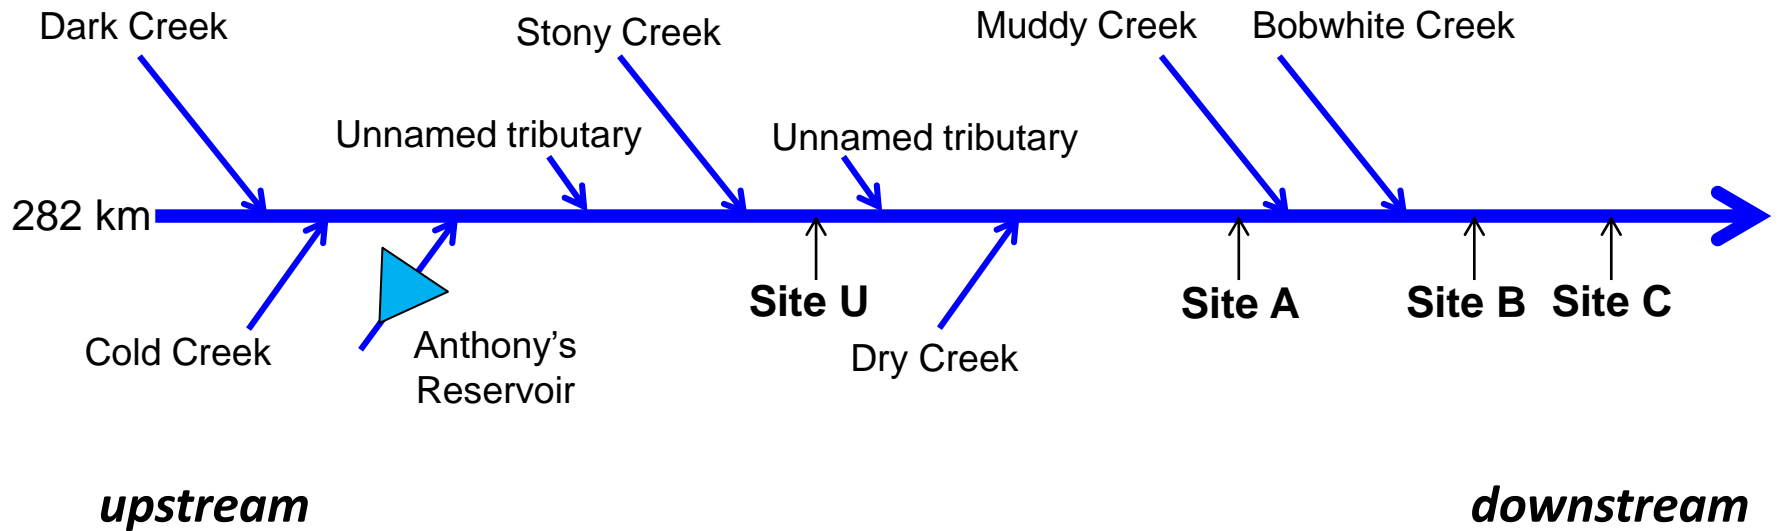 Dark Creek
Stony Creek
Muddy Creek
Bobwhite Creek
Unnamed tributary
Unnamed tributary
282 km
Site U
Site A
Site B
Site C
Cold Creek
Anthony’s
Reservoir
Dry Creek
upstream
downstream